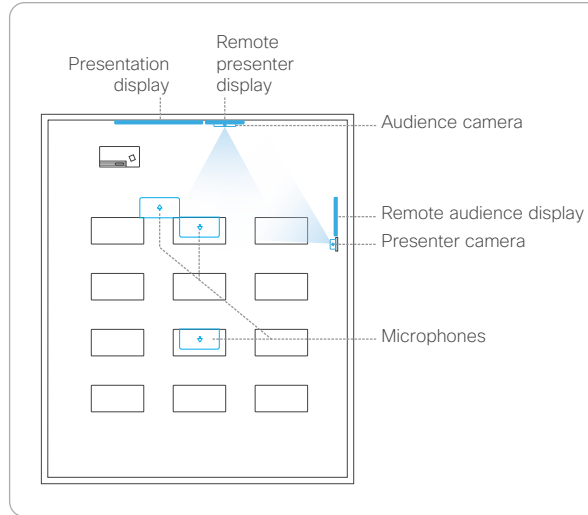 Presentation
display
Remote
presenter
display
Audience camera
Remote audience display
Presenter camera
Microphones